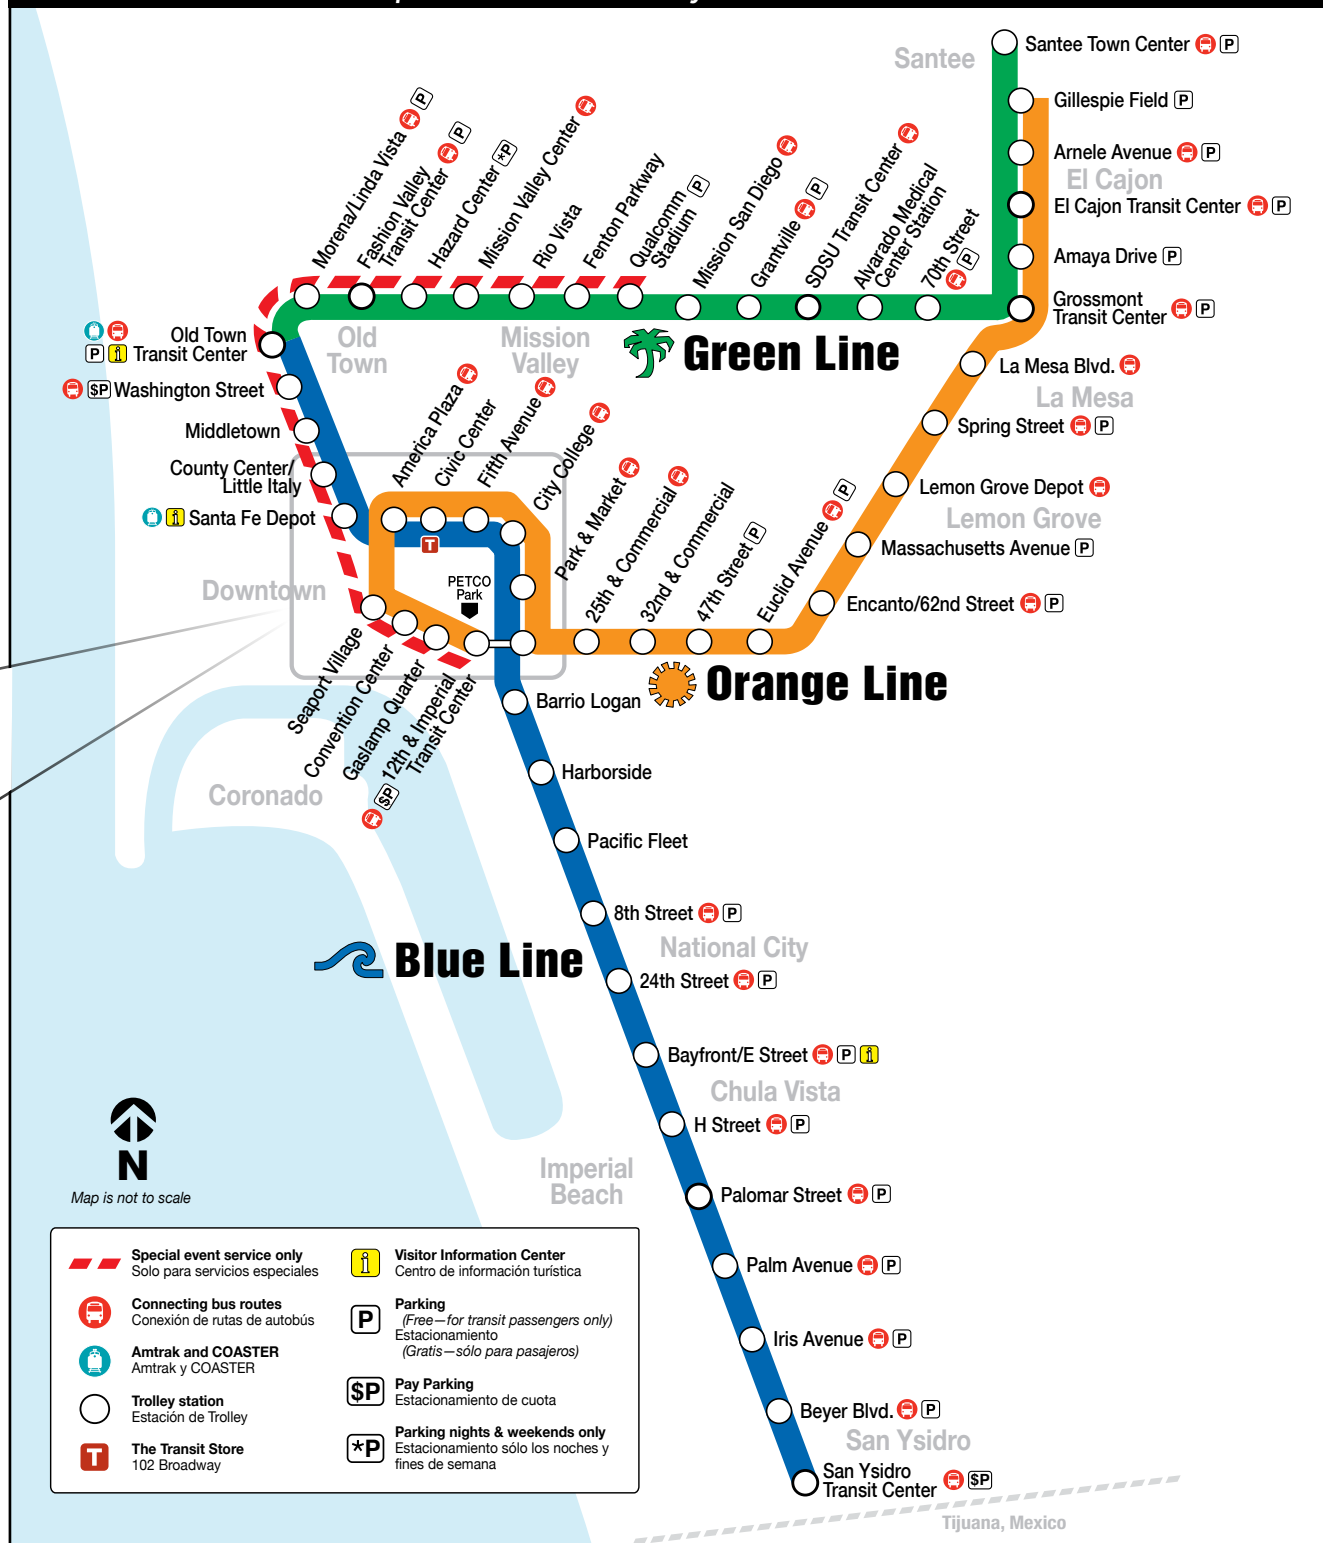 Santee
Santee Town Center P
Gillespie Field P
Arnele Avenue P
El Cajon
El Cajon Transit Center P
Amaya Drive P
Grossmont
Transit Center P
Morena/Linda Vista P
Fashion Valley
Transit Center P
Hazard Center *P
Mission Valley Center
Rio Vista
Fenton Parkway
Qualcomm
Stadium P
Mission San Diego
Grantville P
SDSU Transit Center
Alvarado Medical
Center Station
70th Street P
Old Town
Transit Center
P i
Old
Town
Mission
Valley
Green Line
La Mesa Blvd.
La Mesa
Spring Street P
Lemon Grove Depot
Lemon Grove
Massachusetts Avenue P
Encanto/62nd Street P
$P Washington Street
Middletown
County Center/
Little Italy
i Santa Fe Depot
America Plaza
Civic Center
Fifth Avenue
City College
Park & Market
25th & Commercial
32nd & Commercial
47th Street P
Euclid Avenue P
T
PETCO
Park
Downtown
Orange Line
Seaport Village
Convention Center
Gaslamp Quarter
12th & Imperial
Transit Center
$P
Coronado
Barrio Logan
Harborside
Pacific Fleet
8th Street P
National City
Blue Line
24th Street P
Bayfront/E Street P i
Chula Vista
H Street P
Imperial
Beach
Palomar Street P
Palm Avenue P
Iris Avenue P
Beyer Blvd. P
San Ysidro
San Ysidro
Transit Center $P
Tijuana, Mexico
N
Map is not to scale
Special event service only
Solo para servicios especiales
Connecting bus routes
Conexión de rutas de autobús
Amtrak and COASTER
Amtrak y COASTER
Trolley station
Estación de Trolley
T
The Transit Store
102 Broadway
i
Visitor Information Center
Centro de información turística
P
Parking
(Free—for transit passengers only)
Estacionamiento
(Gratis—sólo para pasajeros)
$P
Pay Parking
Estacionamiento de cuota
*P
Parking nights & weekends only
Estacionamiento sólo los noches y
fines de semana